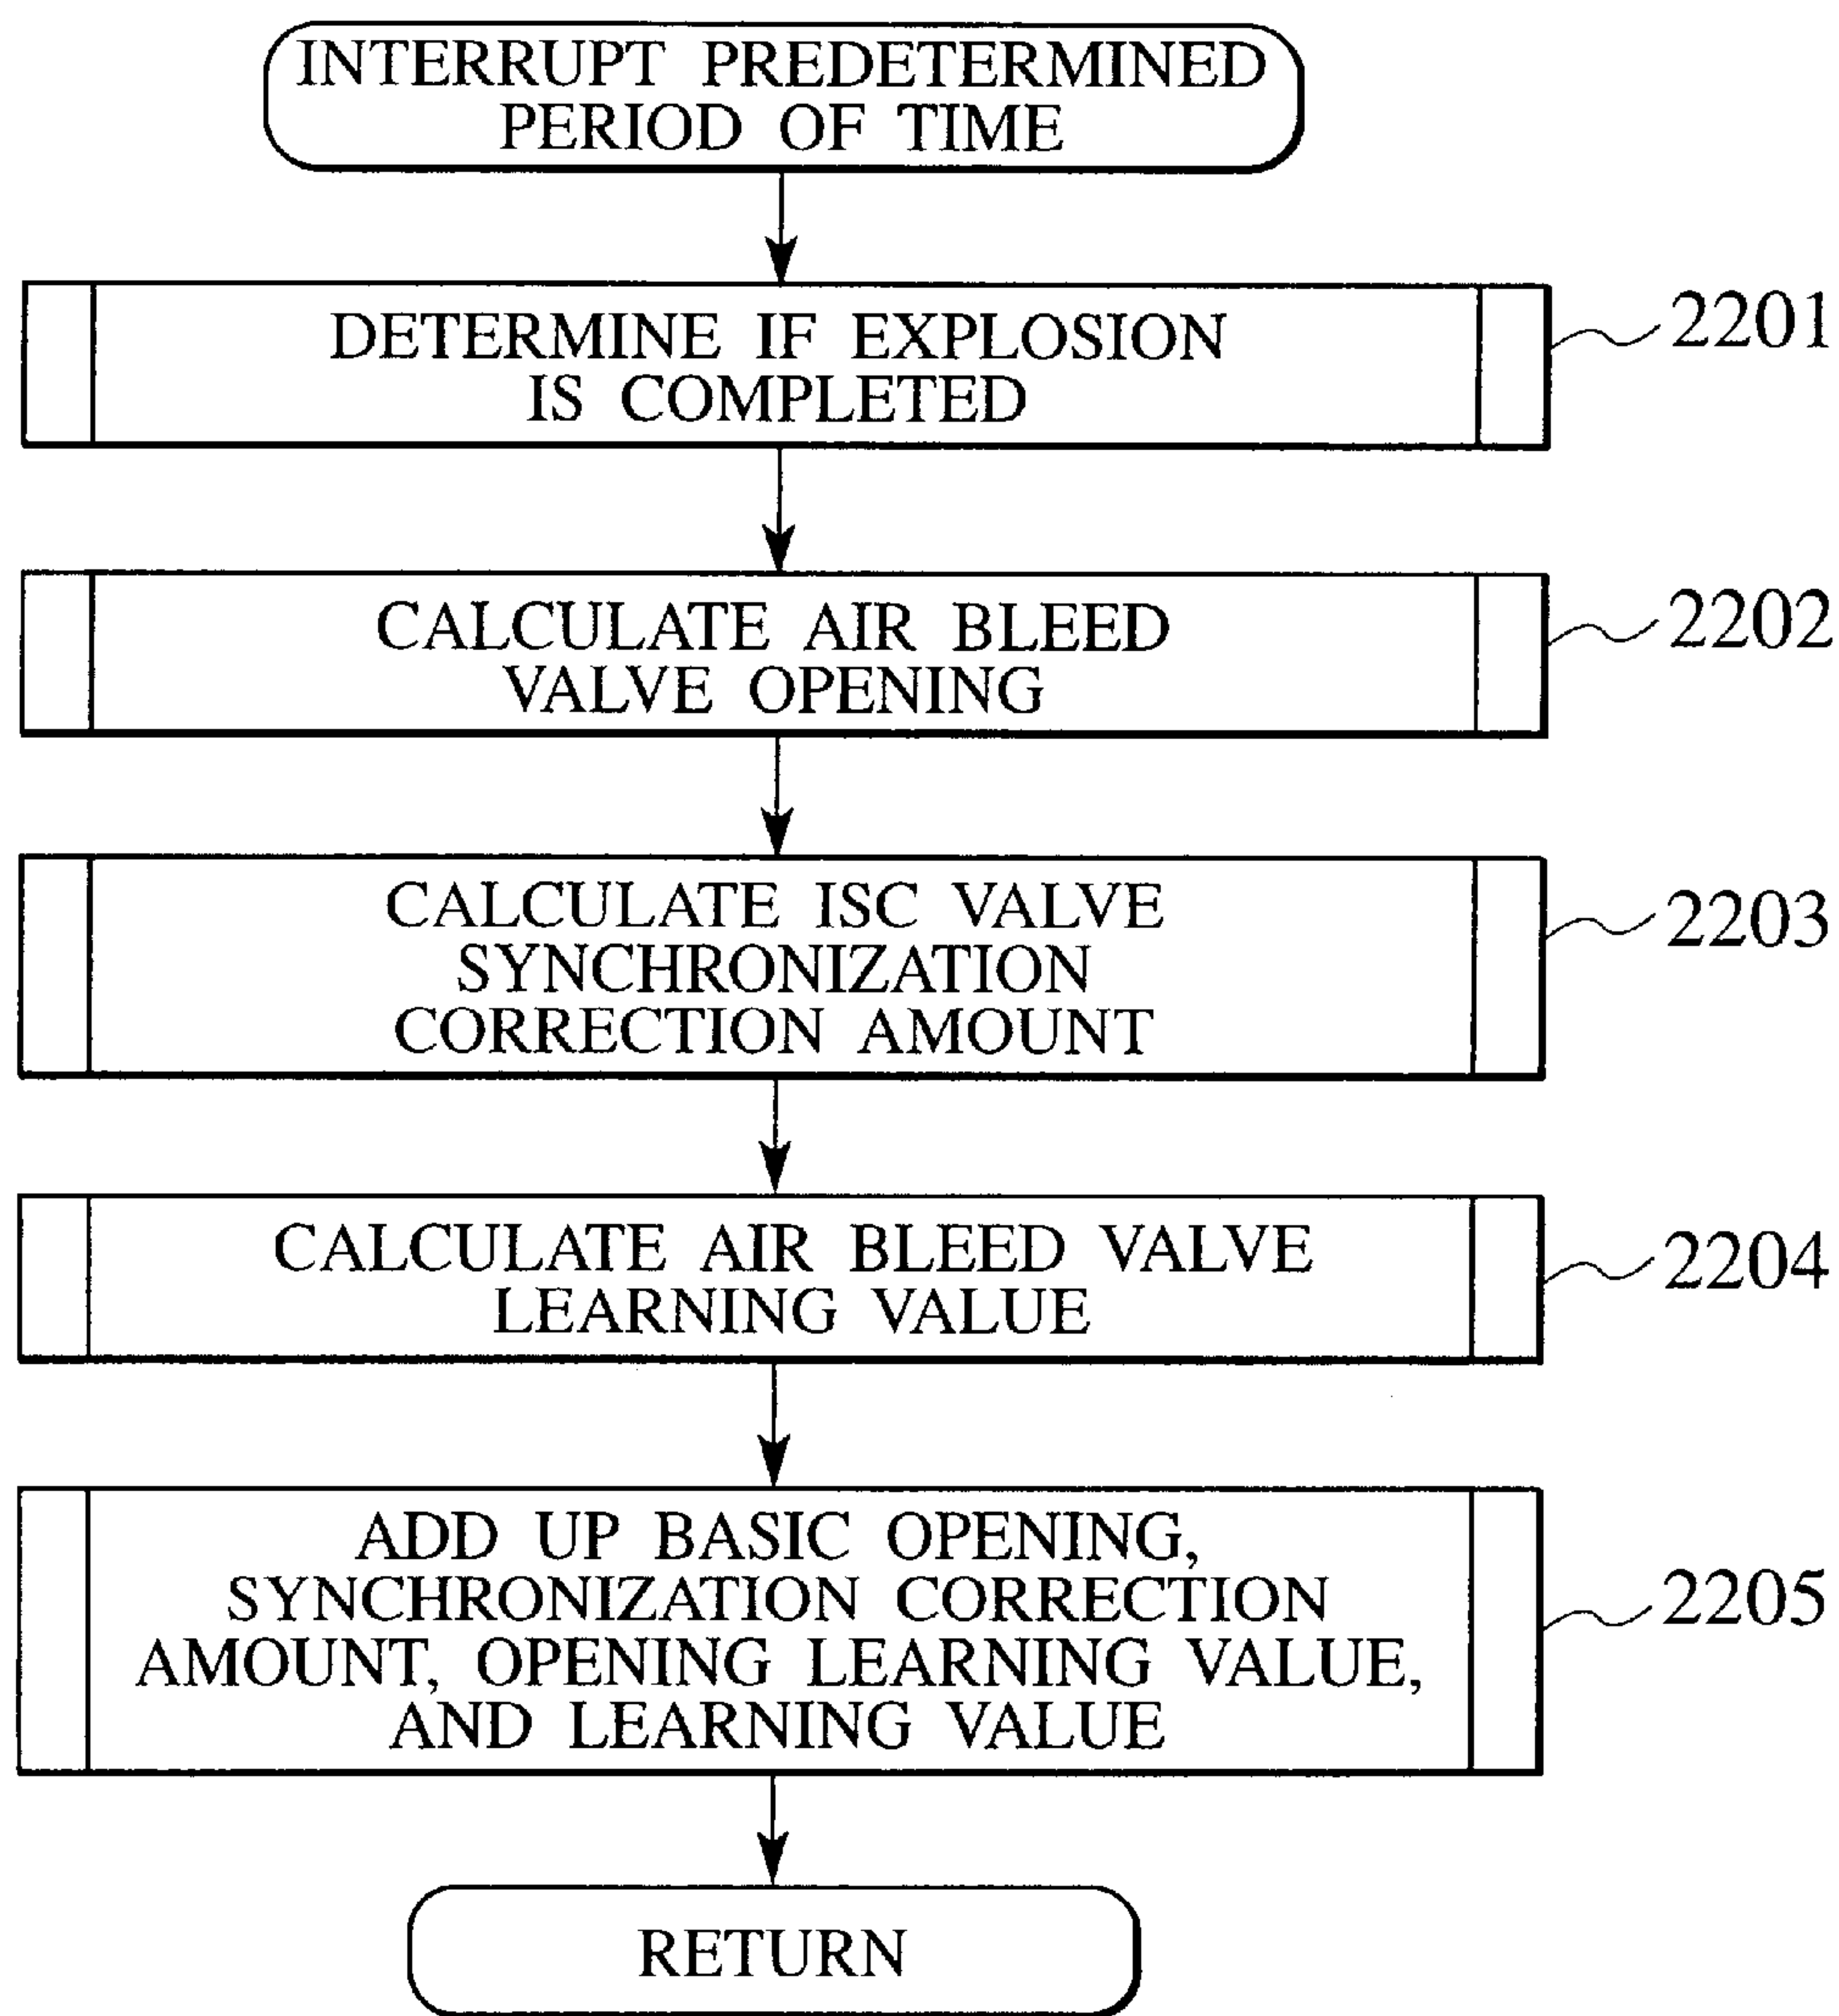 INTERRUPT PREDETERMINED
PERIOD OF TIME
DETERMINE IF EXPLOSION
IS COMPLETED
2201
CALCULATE AIR BLEED
VALVE OPENING
2202
CALCULATE ISC VALVE
SYNCHRONIZATION
CORRECTION AMOUNT
2203
CALCULATE AIR BLEED VALVE
LEARNING VALUE
2204
ADD UP BASIC OPENING,
SYNCHRONIZATION CORRECTION
AMOUNT, OPENING LEARNING VALUE,
AND LEARNING VALUE
2205
RETURN